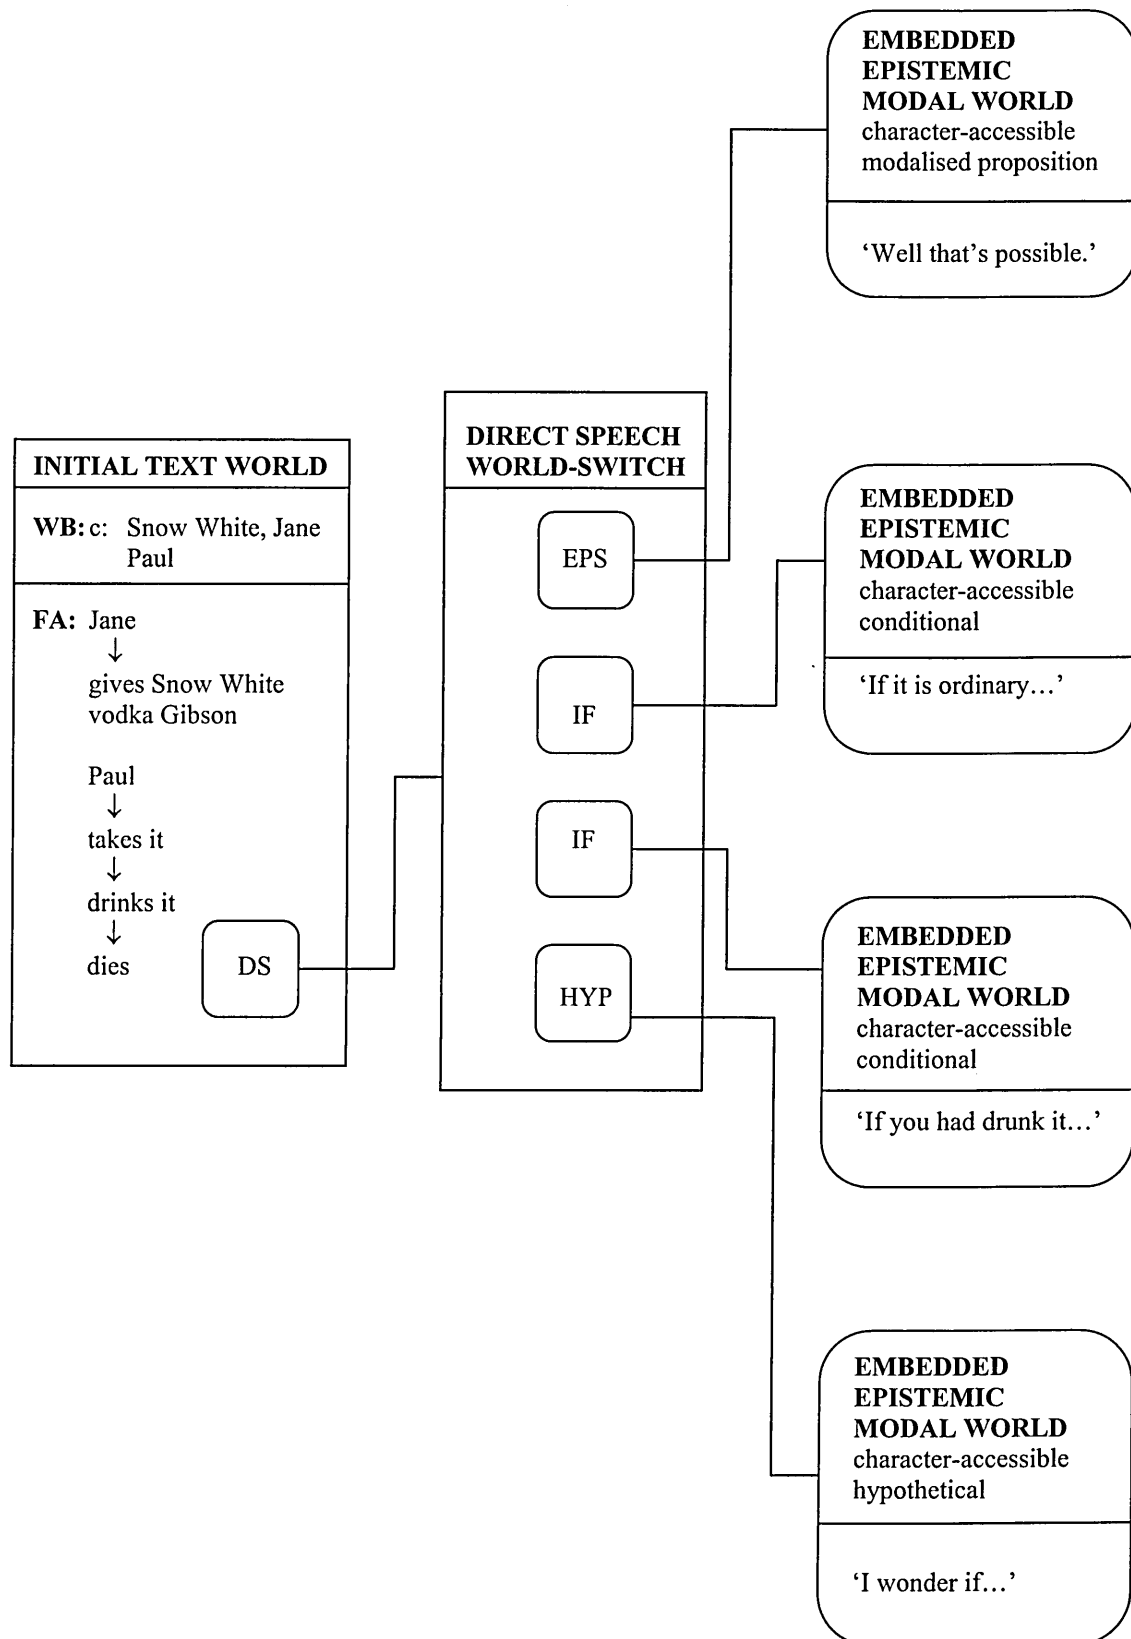 INITIAL TEXT WORLD
WB: c: Snow White, Jane
Paul
FA: Jane
↓
gives Snow White
vodka Gibson
Paul
↓
takes it
↓
drinks it
↓
dies
DS
DIRECT SPEECH
WORLD-SWITCH
EPS
IF
IF
HYP
EMBEDDED
EPISTEMIC
MODAL WORLD
character-accessible
modalised proposition
‘Well that’s possible.’
EMBEDDED
EPISTEMIC
MODAL WORLD
character-accessible
conditional
‘If it is ordinary…’
EMBEDDED
EPISTEMIC
MODAL WORLD
character-accessible
conditional
‘If you had drunk it…’
EMBEDDED
EPISTEMIC
MODAL WORLD
character-accessible
hypothetical
‘I wonder if…’